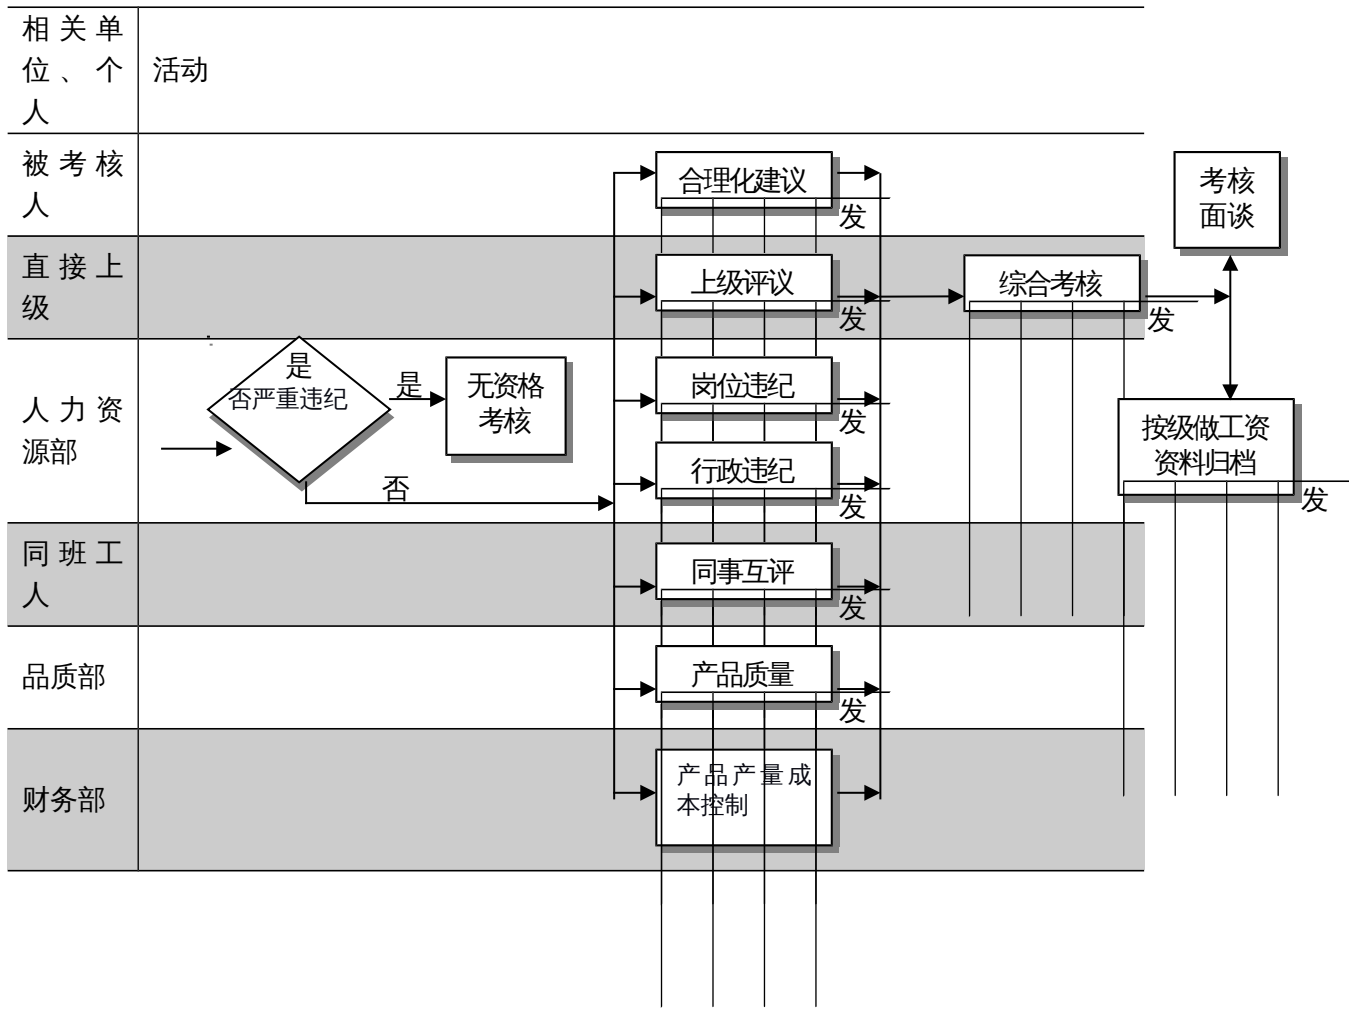 相关单
位、个
人
活动
被考核
人
合理化建议
发
考核
面谈
直接上
级
上级评议
发
综合考核
发
人力资
源部
是
否严重违纪
是
无资格
考核
否
岗位违纪
发
行政违纪
发
按级做工资
资料归档
发
同班工
人
同事互评
发
品质部
产品质量
发
财务部
产品产量成
本控制